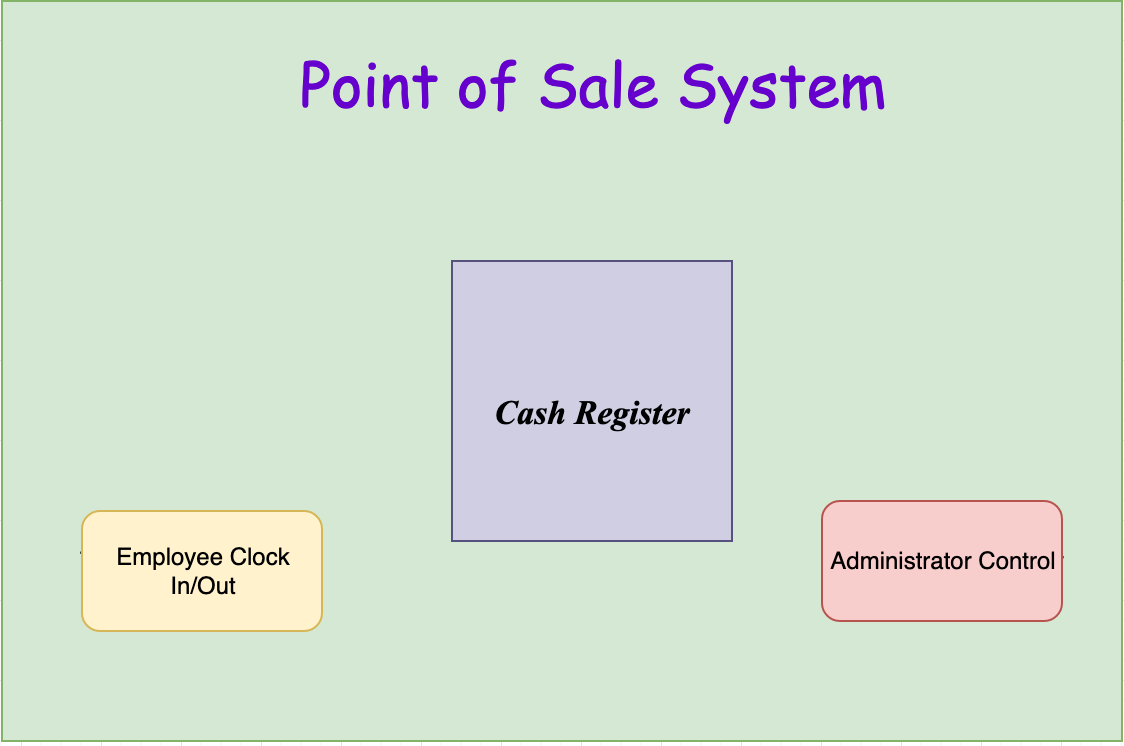 Point of Sale System
Cash Register
Employee Clock
In/Out
Administrator Control